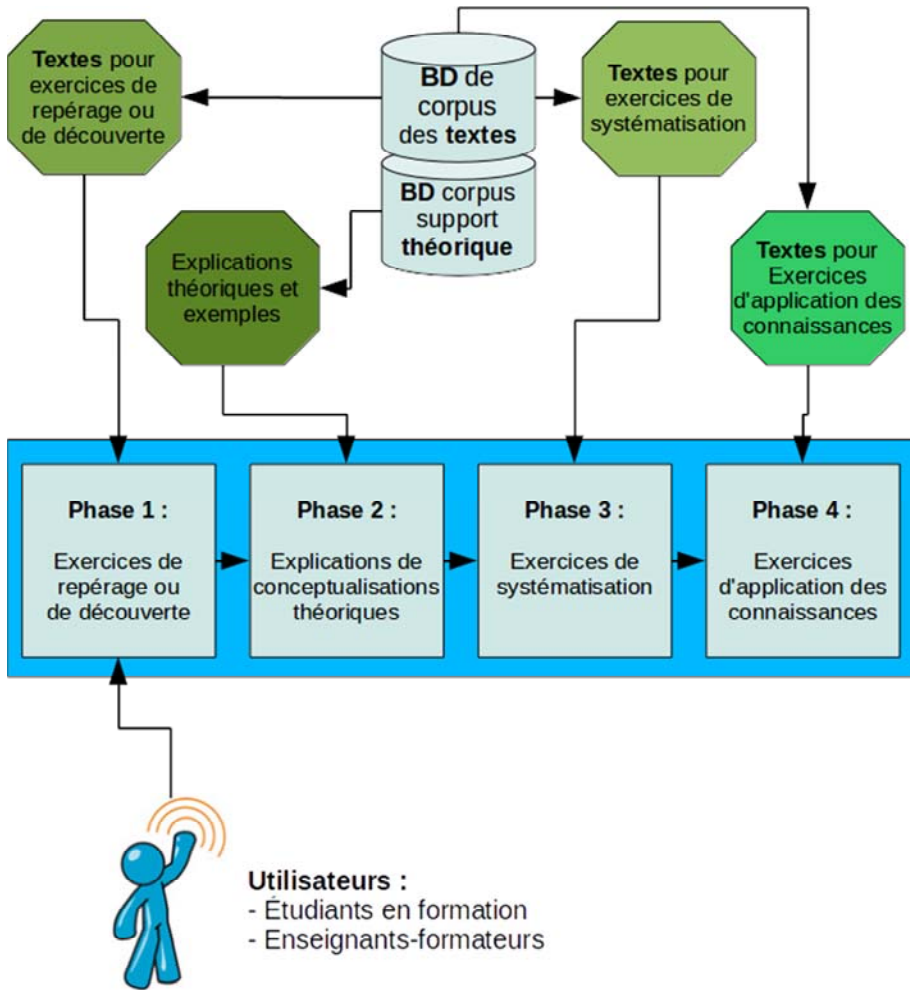 Textes pour
exercices de
repérage ou
de découverte
BD de
corpus
des textes
Textes pour
exercices de
systématisation
BD corpus
support
théorique
Explications
théoriques et
exemples
Textes pour
Exercices
d'application des
connaissances
Phase 1 :
Exercices de
repérage ou
de découverte
Phase 2 :
Explications de
conceptualisations
théoriques
Phase 3 :
Exercices de
systématisation
Phase 4 :
Exercices
d'application des
connaissances
Utilisateurs :
- Étudiants en formation
- Enseignants-formateurs